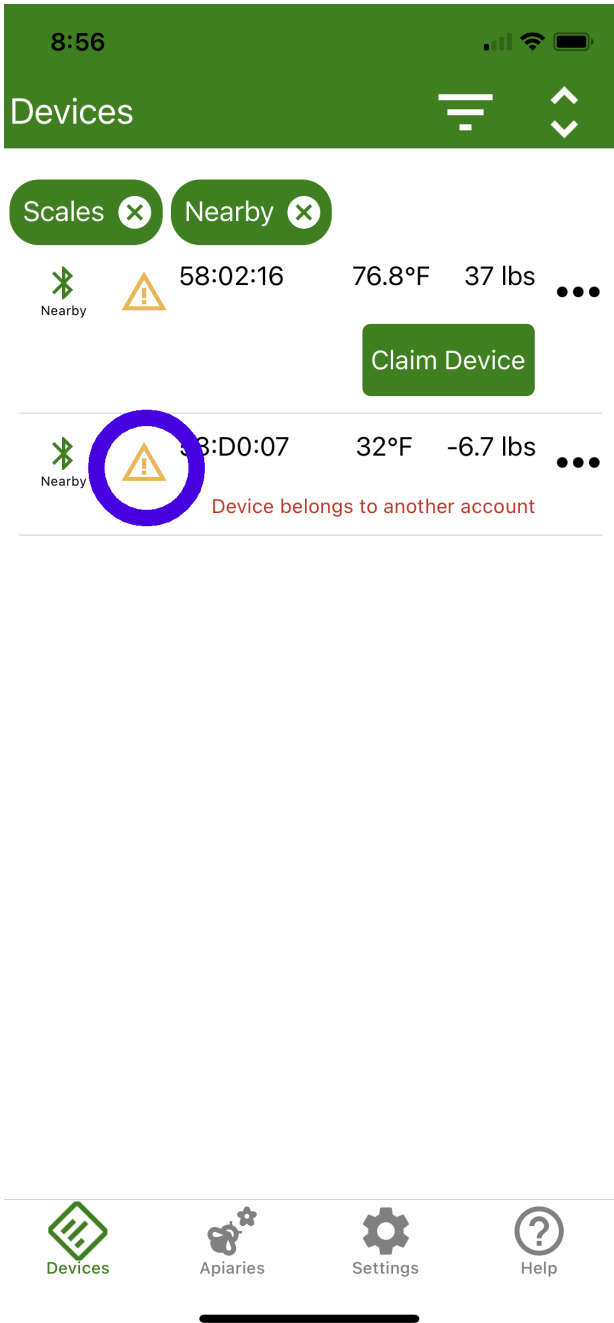 8:56
Devices
Scales Nearby
58:02:16 76.8°F 37 lbs
Nearby
Claim Device
:D0:07 32°F -6.7 lbs
Nearby
Device belongs to another account
Devices Apiaries Settings Help